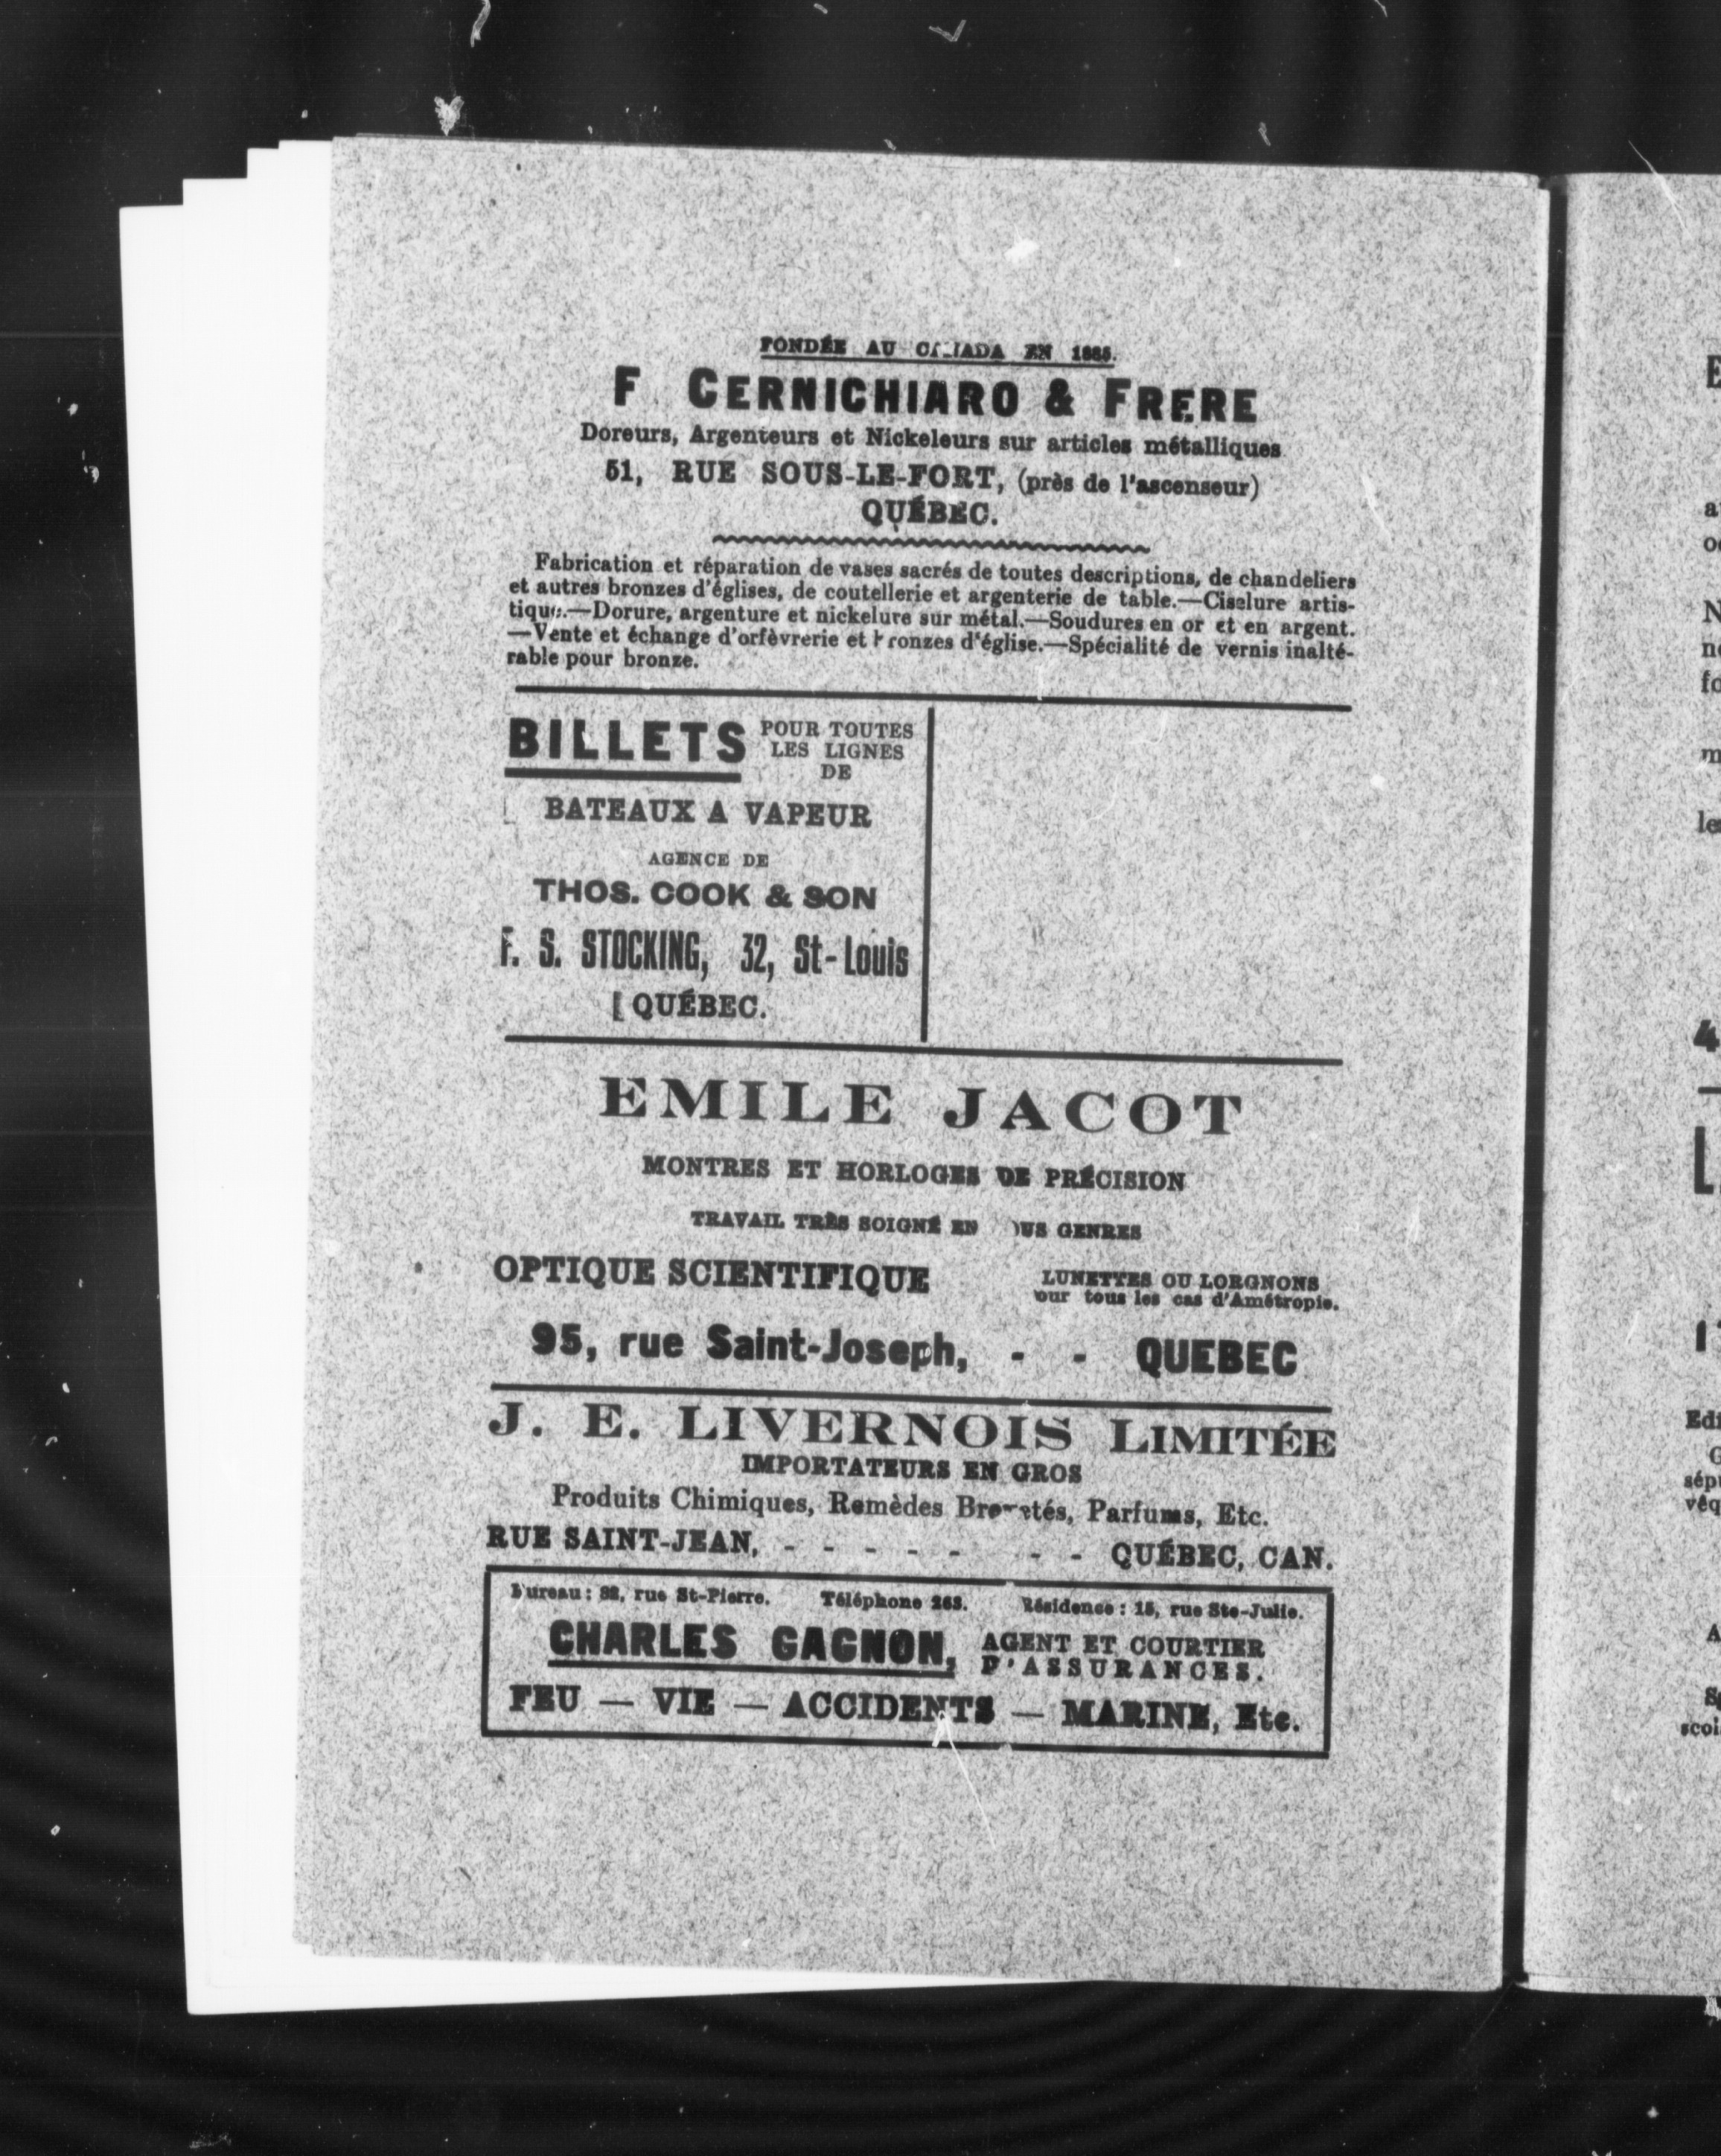 FONDÉE AU CANADA EN 1885.
F. CERNICHIARO & FRERE
Doreurs, Argenteurs et Nickeleurs sur articles métalliques
51, RUE SOUS-LE-FORT, (près de l'ascenseur)
QUÉBEC.
Fabrication et réparation de vases sacrés de toutes descriptions, de chandeliers
et autres bronzes d'églises, de coutellerie et argenterie de table.—Ciselure artis-
tique.—Dorure, argenture et nickelure sur métal.—Soudures en or et en argent.
—Vente et échange d'orfèvrerie et bronzes d'église.—Spécialité de vernis inalté-
rable pour bronze.
BILLETS POUR TOUTES
LES LIGNES
DE
BATEAUX A VAPEUR
AGENCE DE
THOS. COOK & SON
F. S. STOCKING, 32, St-Louis
QUÉBEC.
EMILE JACOT
MONTRES ET HORLOGES DE PRÉCISION
TRAVAIL TRÈS SOIGNÉ EN TOUS GENRES
OPTIQUE SCIENTIFIQUE LUNETTES OU LORGNONS
pour tous les cas d'Amétropie.
95, rue Saint-Joseph, - - QUEBEC
J. E. LIVERNOIS LIMITÉE
IMPORTATEURS EN GROS
Produits Chimiques, Remèdes Brevetés, Parfums, Etc.
RUE SAINT-JEAN, - - - - - - - QUÉBEC, CAN.
Bureau : rue St-Pierre. Téléphone 263. Résidence : 15, rue Ste-Julie.
CHARLES GAGNON, AGENT ET COURTIER
D'ASSURANCES.
FEU — VIE — ACCIDENTS — MARINE, Etc.